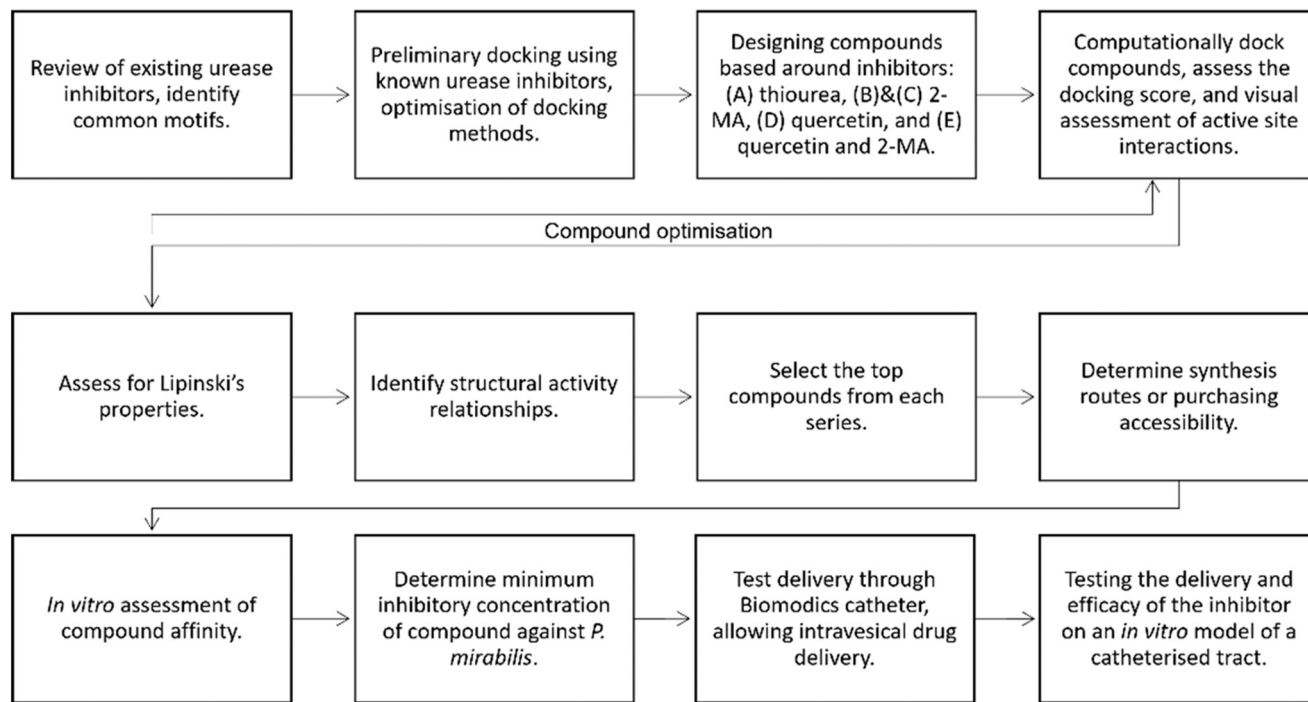 Review of existing urease
inhibitors, identify
common motifs.
Preliminary docking using
known urease inhibitors,
optimisation of docking
methods.
Designing compounds
based around inhibitors:
(A) thiourea, (B)&(C) 2-
MA, (D) quercetin, and (E)
quercetin and 2-MA.
Computationally dock
compounds, assess the
docking score, and visual
assessment of active site
interactions.
Compound optimisation
Assess for Lipinski's
properties.
Identify structural activity
relationships.
Select the top
compounds from each
series.
Determine synthesis
routes or purchasing
accessibility.
In vitro assessment of
compound affinity.
Determine minimum
inhibitory concentration
of compound against P.
mirabilis.
Test delivery through
Biomodics catheter,
allowing intravesical drug
delivery.
Testing the delivery and
efficacy of the inhibitor
on an in vitro model of a
catheterised tract.